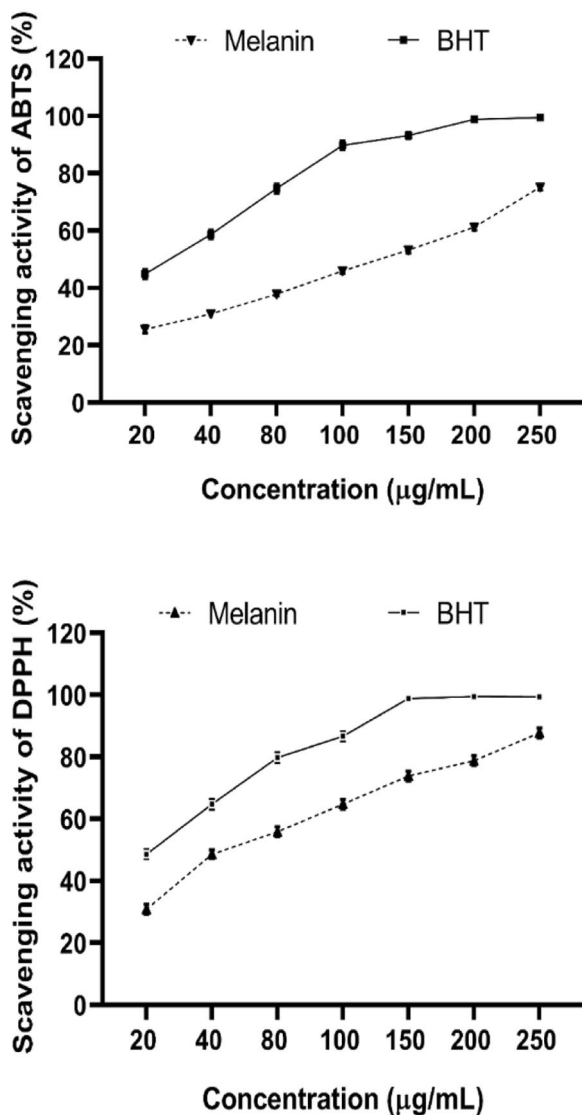 Melanin BHT
Scavenging activity of ABTS (%)
120
100
80
60
40
20
0
20 40 80 100 150 200 250
Concentration (μg/mL)
Melanin BHT
Scavenging activity of DPPH (%)
120
100
80
60
40
20
0
20 40 80 100 150 200 250
Concentration (μg/mL)